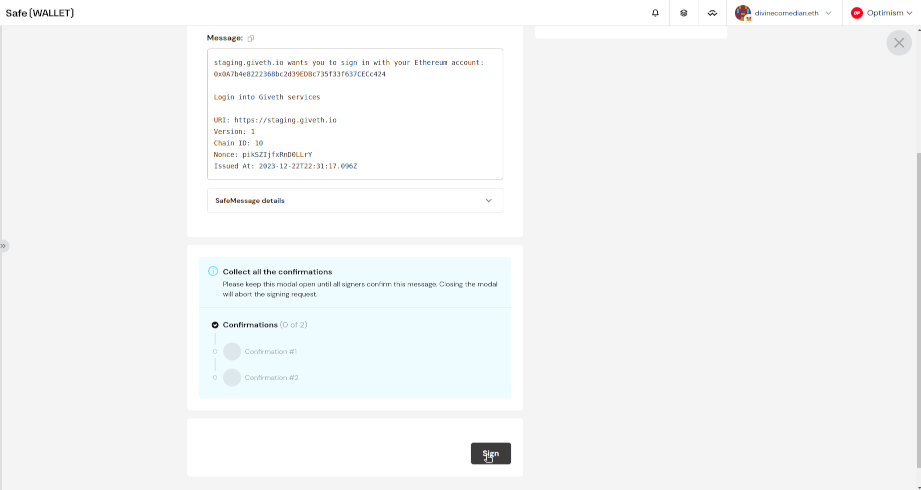 Safe{WALLET}
divinecomedian.eth
OP
Optimism
Message:
staging.giveth.io wants you to sign in with your Ethereum account:
0x0A7b4e8222368bc2d39EDBc735f33f637CECc424
Login into Giveth services
URI: https://staging.giveth.io
Version: 1
Chain ID: 10
Nonce: pikSZIjfxRnD0LLrY
Issued At: 2023-12-22T22:31:17.096Z
SafeMessage details
Collect all the confirmations
Please keep this modal open until all signers confirm this message. Closing the modal
will abort the signing request.
Confirmations (0 of 2)
Confirmation #1
Confirmation #2
Sign